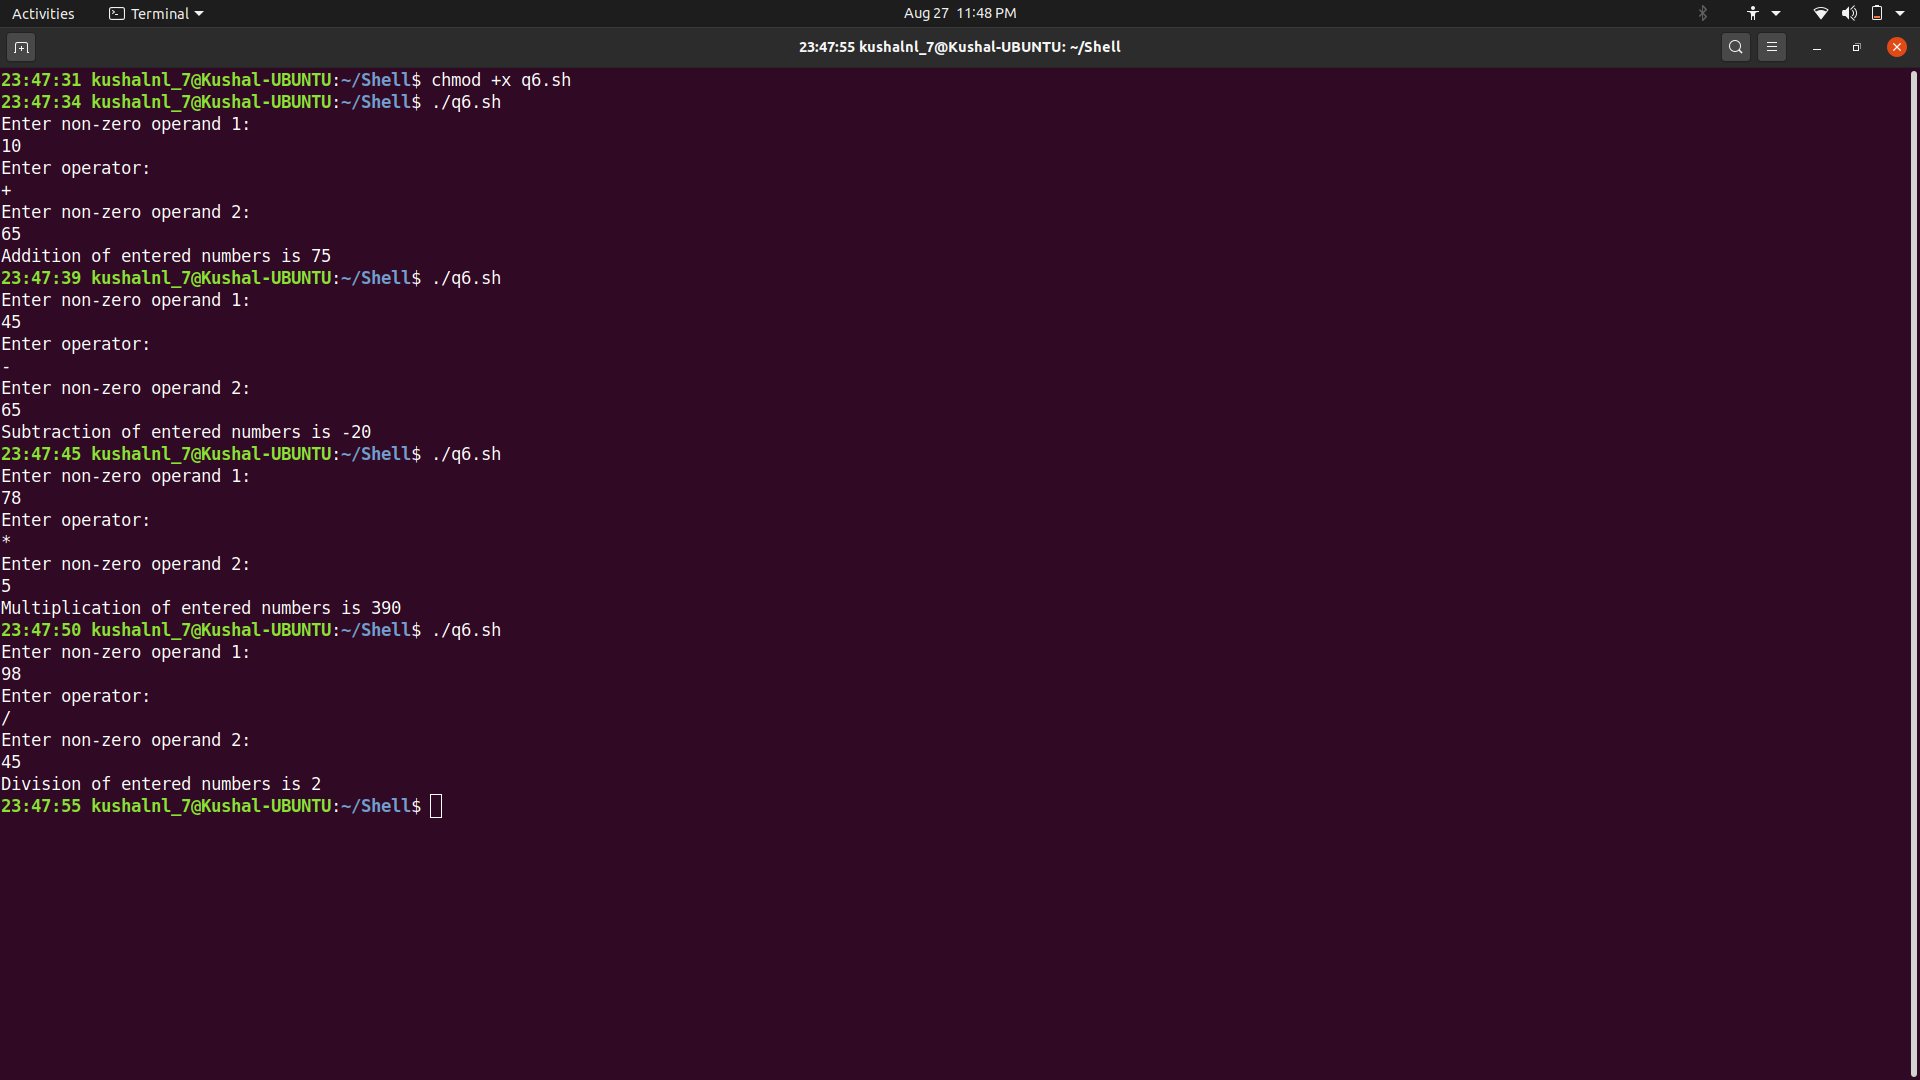 Activities Terminal Aug 27 11:48 PM
23:47:55 kushalnl_7@Kushal-UBUNTU: ~/Shell
23:47:31 kushalnl_7@Kushal-UBUNTU:~/Shell$ chmod +x q6.sh
23:47:34 kushalnl_7@Kushal-UBUNTU:~/Shell$ ./q6.sh
Enter non-zero operand 1:
10
Enter operator:
+
Enter non-zero operand 2:
65
Addition of entered numbers is 75
23:47:39 kushalnl_7@Kushal-UBUNTU:~/Shell$ ./q6.sh
Enter non-zero operand 1:
45
Enter operator:
-
Enter non-zero operand 2:
65
Subtraction of entered numbers is -20
23:47:45 kushalnl_7@Kushal-UBUNTU:~/Shell$ ./q6.sh
Enter non-zero operand 1:
78
Enter operator:
*
Enter non-zero operand 2:
5
Multiplication of entered numbers is 390
23:47:50 kushalnl_7@Kushal-UBUNTU:~/Shell$ ./q6.sh
Enter non-zero operand 1:
98
Enter operator:
/
Enter non-zero operand 2:
45
Division of entered numbers is 2
23:47:55 kushalnl_7@Kushal-UBUNTU:~/Shell$